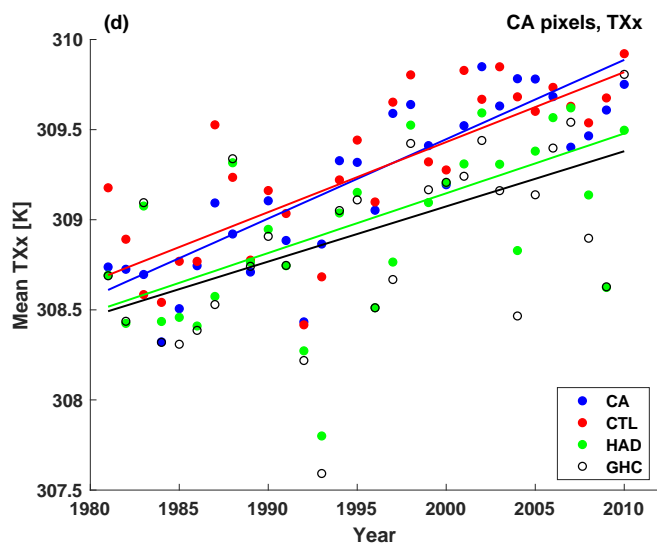 (d)
CA pixels, TXx
310
309.5
309
308.5
308
307.5
Mean TXx [K]
1980
1985
1990
1995
2000
2005
2010
Year
CA
CTL
HAD
GHC